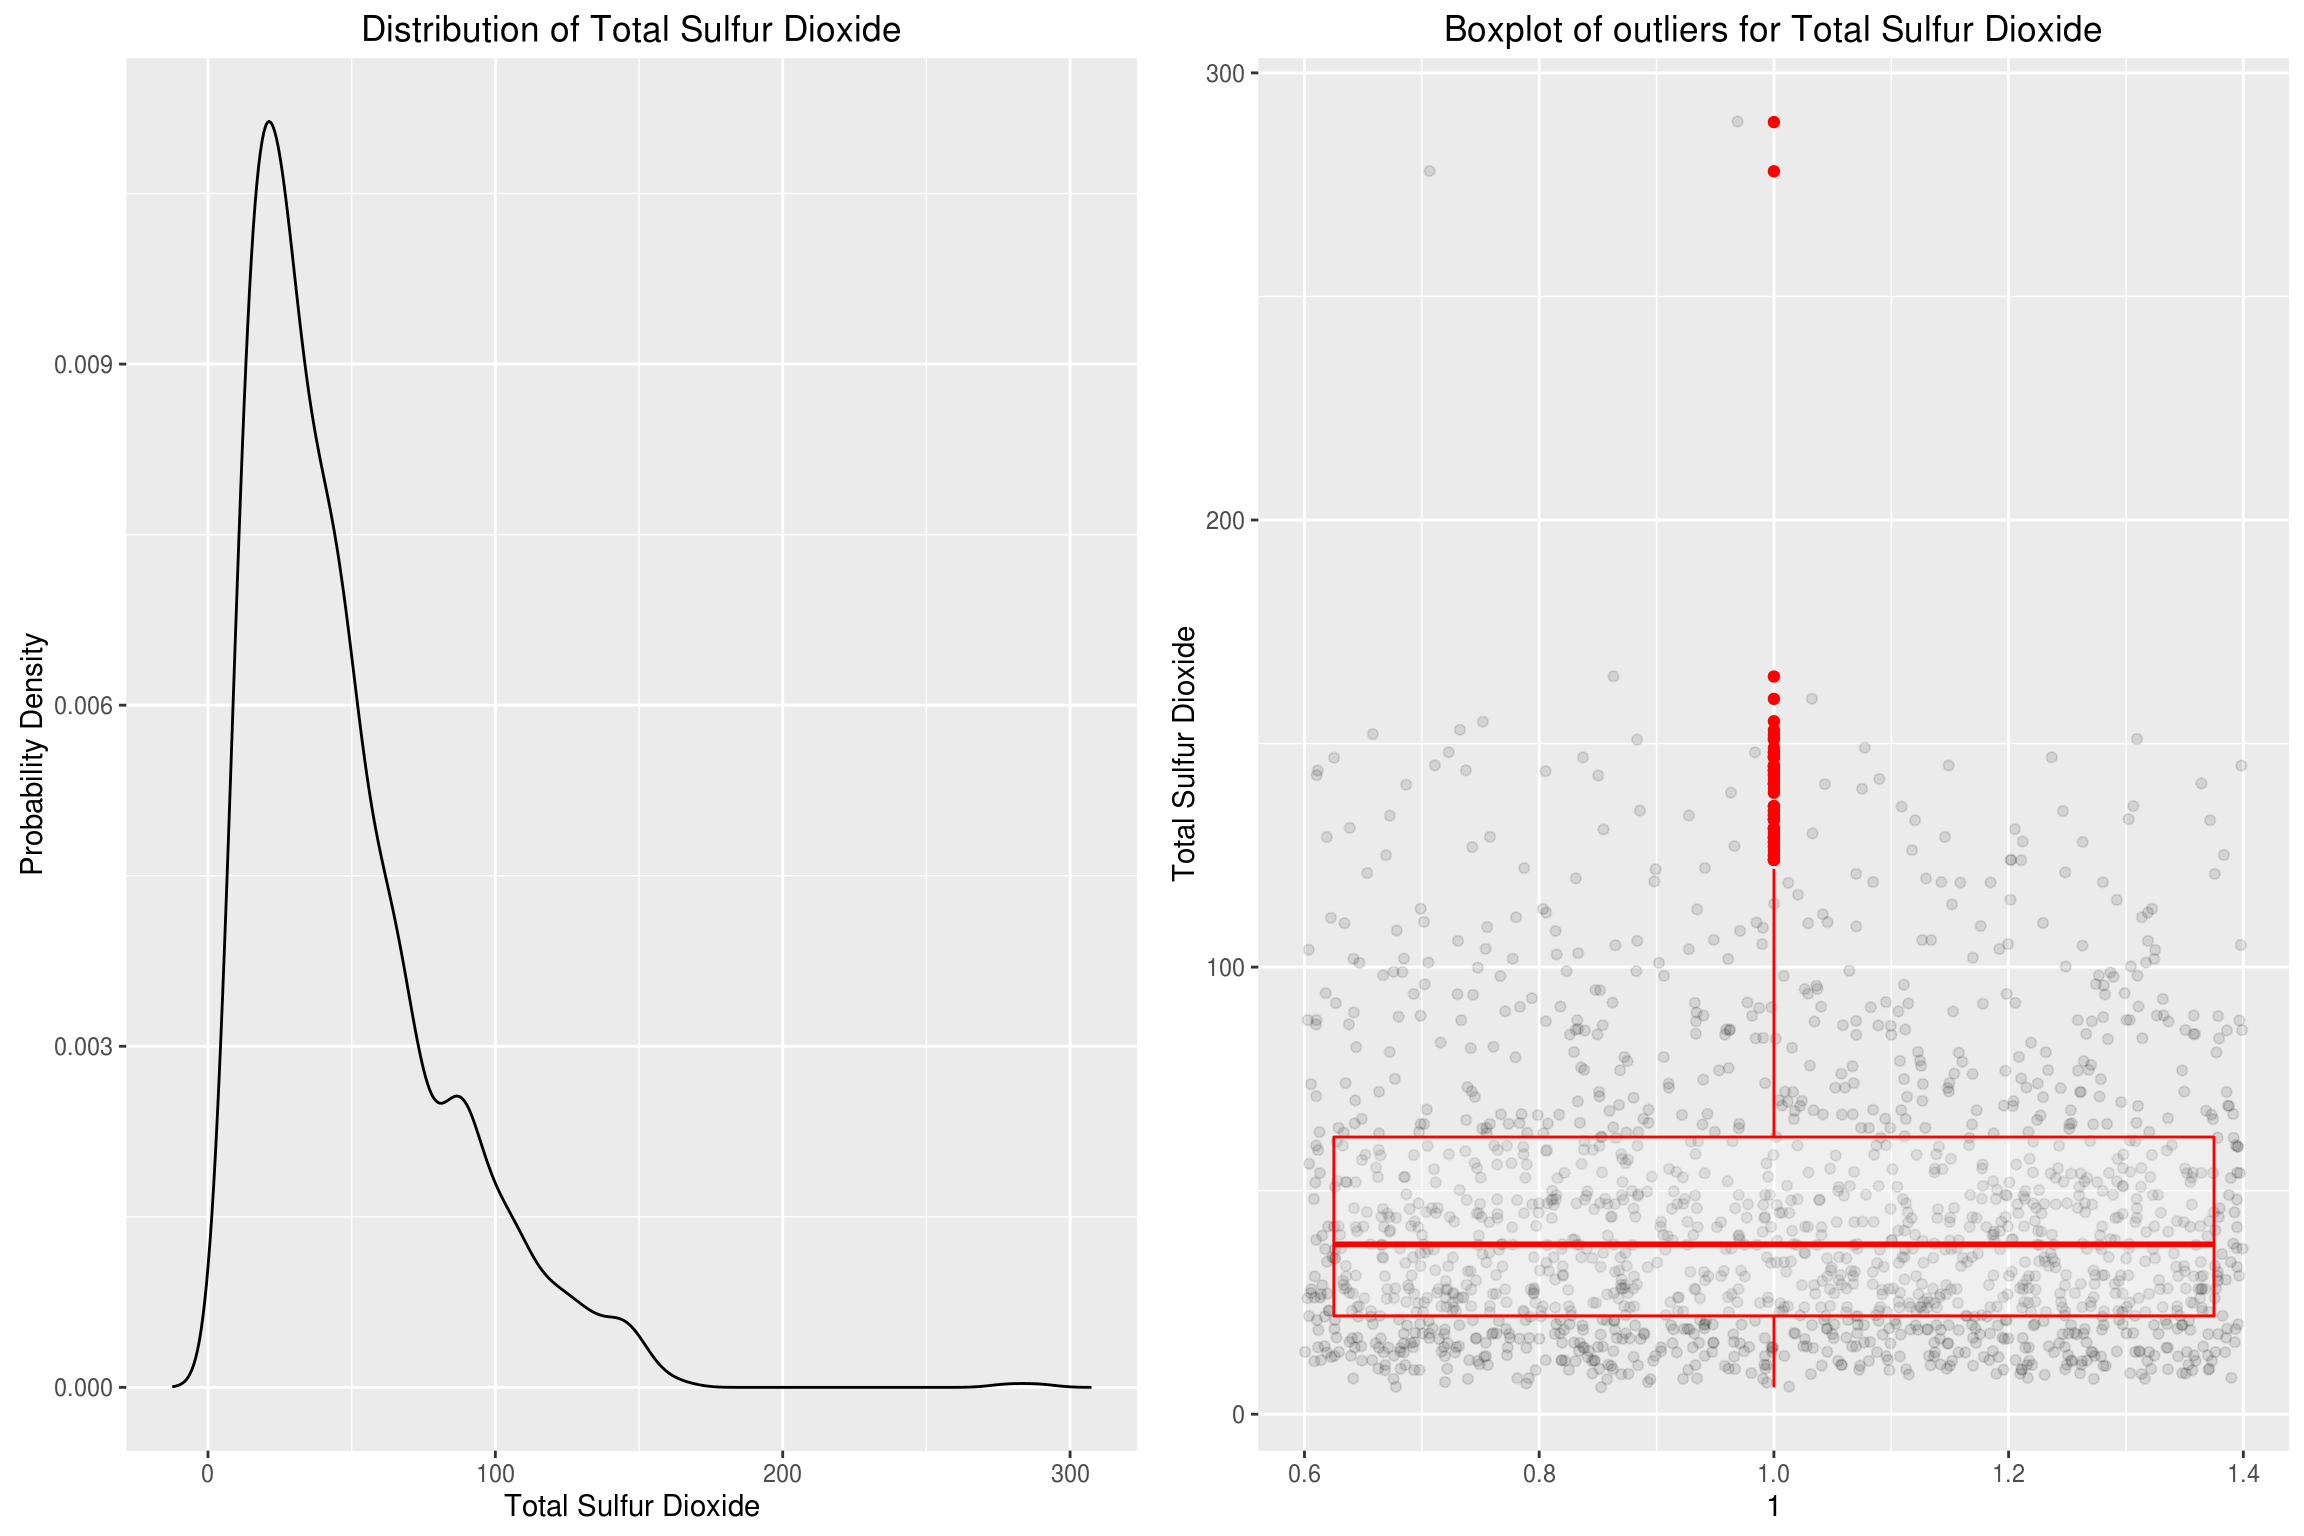 Distribution of Total Sulfur Dioxide
Probability Density
0.009
0.006
0.003
0.000
0 100 200 300
Total Sulfur Dioxide
Boxplot of outliers for Total Sulfur Dioxide
Total Sulfur Dioxide
300
200
100
0
0.6 0.8 1.0 1.2 1.4
1